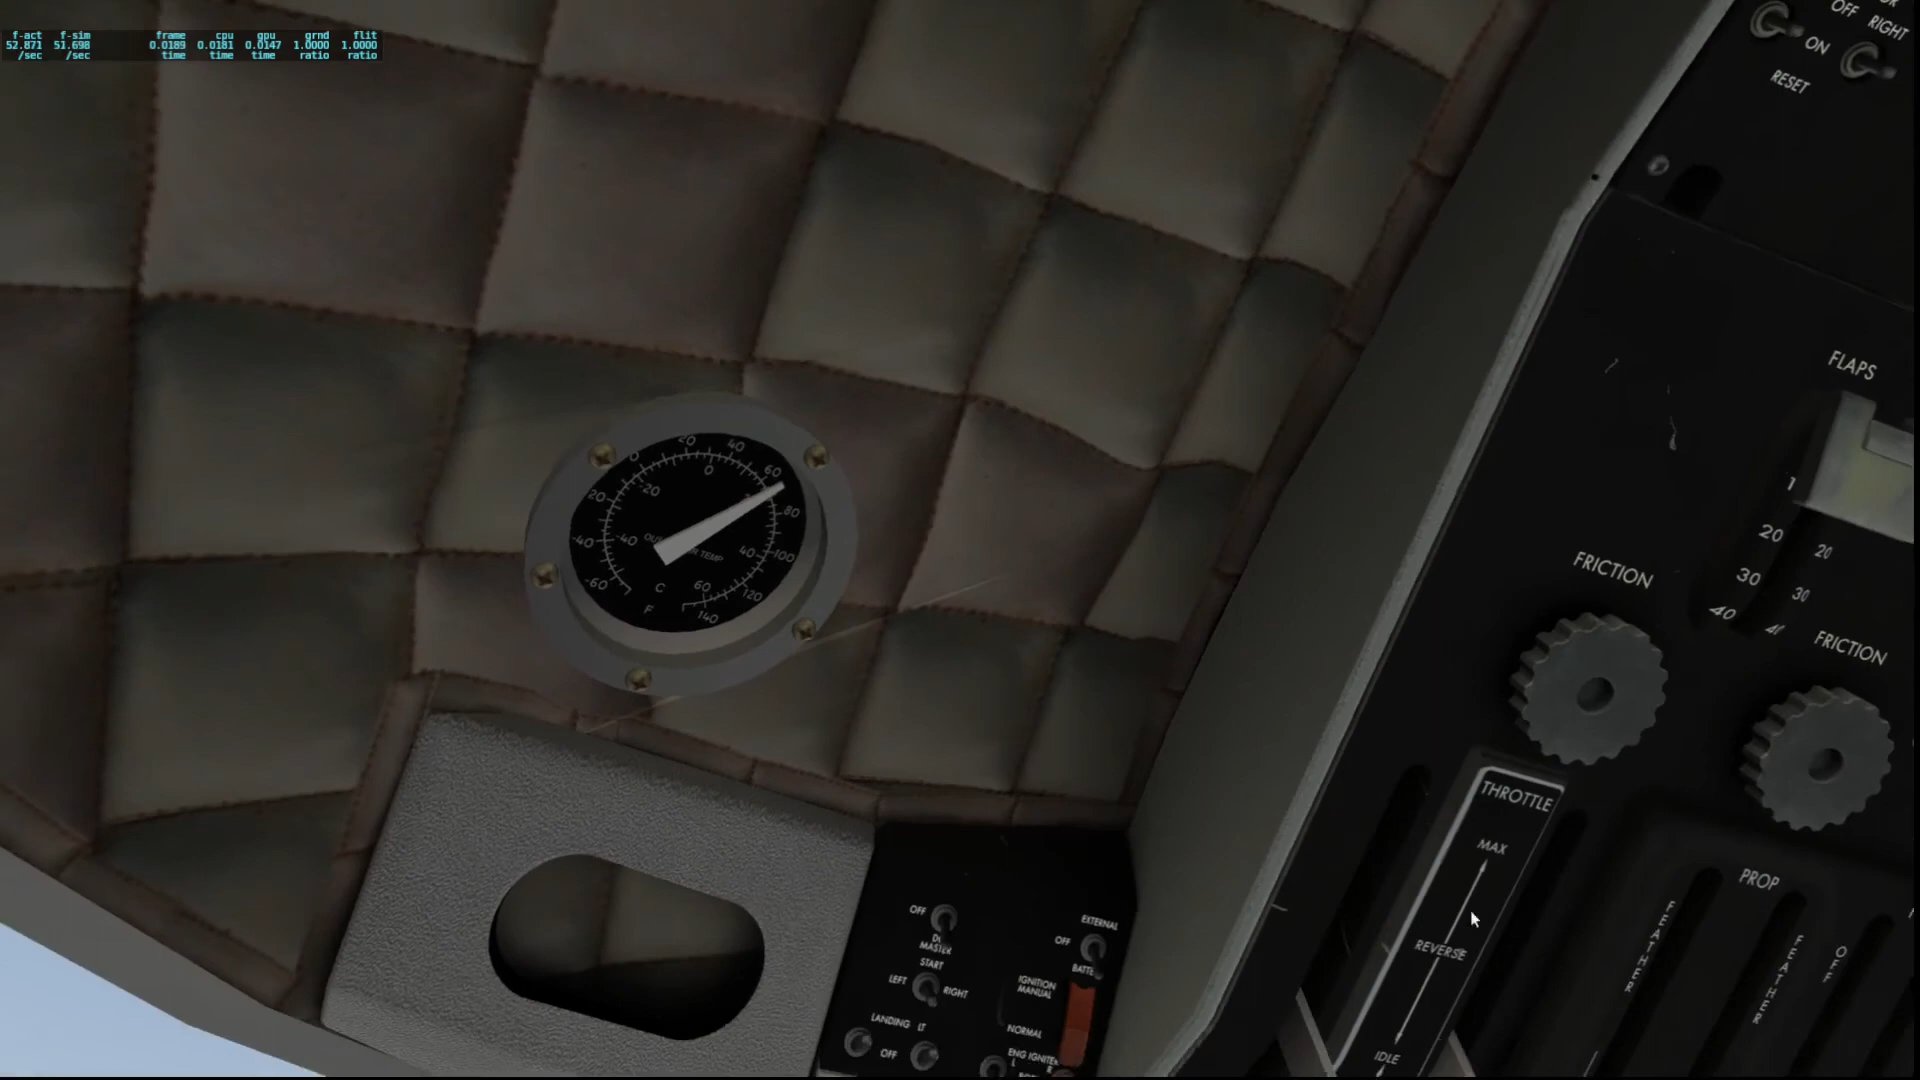 f-act f-sim frame cpu gpu grnd flit
52.871 51.698 0.0189 0.0181 0.0147 1.0000 1.0000
/sec /sec time time time ratio ratio
OFF
RIGHT
ON
RESET
FLAPS
1
20 20
30 30
40
FRICTION
FRICTION
20 40
0 0 60
20 -20 80
-40 -40 40 100
TEMP
-60 C 60 120
F 140
THROTTLE
MAX
REVERSE
IDLE
PROP
FEATHER
FEATHER
OFF
OFF
MASTER
START
LEFT RIGHT
LANDING LT
OFF
EXTERNAL
OFF
IGNITION
MANUAL
NORMAL